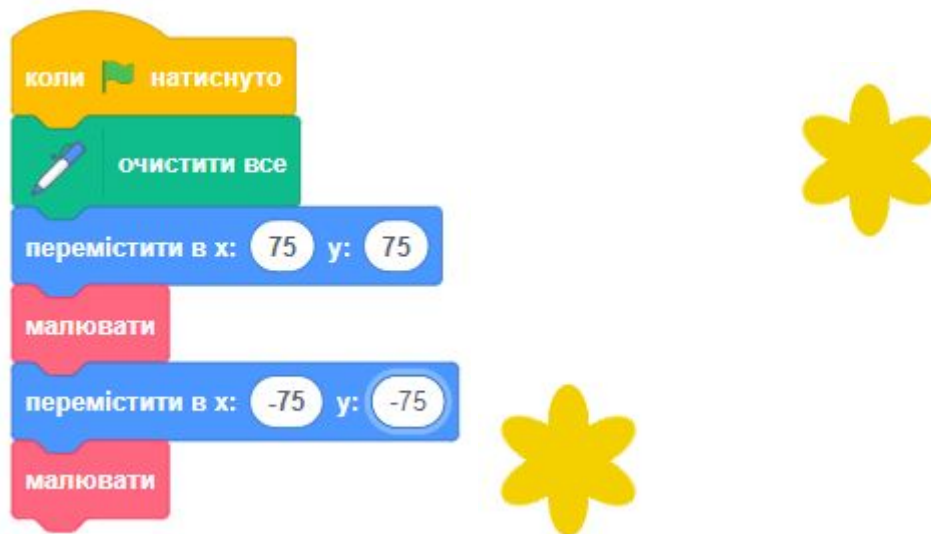 коли натиснуто
очистити все
перемістити в x: 75 y: 75
малювати
перемістити в x: -75 y: -75
малювати